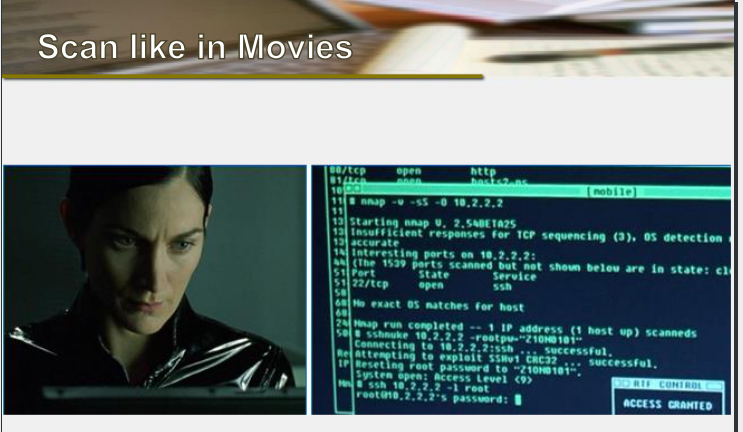 Scan like in Movies
80/tcp open http
81/tcp open hosts2-ns
[mobile]
# nmap -v -sS -O 10.2.2.2
Starting nmap V. 2.54BETA25
Insufficient responses for TCP sequencing (3), OS detection
accurate
Interesting ports on 10.2.2.2:
(The 1539 ports scanned but not shown below are in state: clo
Port State Service
22/tcp open ssh
No exact OS matches for host
Nmap run completed -- 1 IP address (1 host up) scanneds
# sshnuke 10.2.2.2 -rootpw="Z10N0101"
Connecting to 10.2.2.2:ssh ... successful.
Attempting to exploit SSHv1 CRC32 ... successful.
Reseting root password to "Z10N0101".
System open: Access Level <9>
# ssh 10.2.2.2 -l root
root@10.2.2.2's password:
RTF CONTROL
ACCESS GRANTED